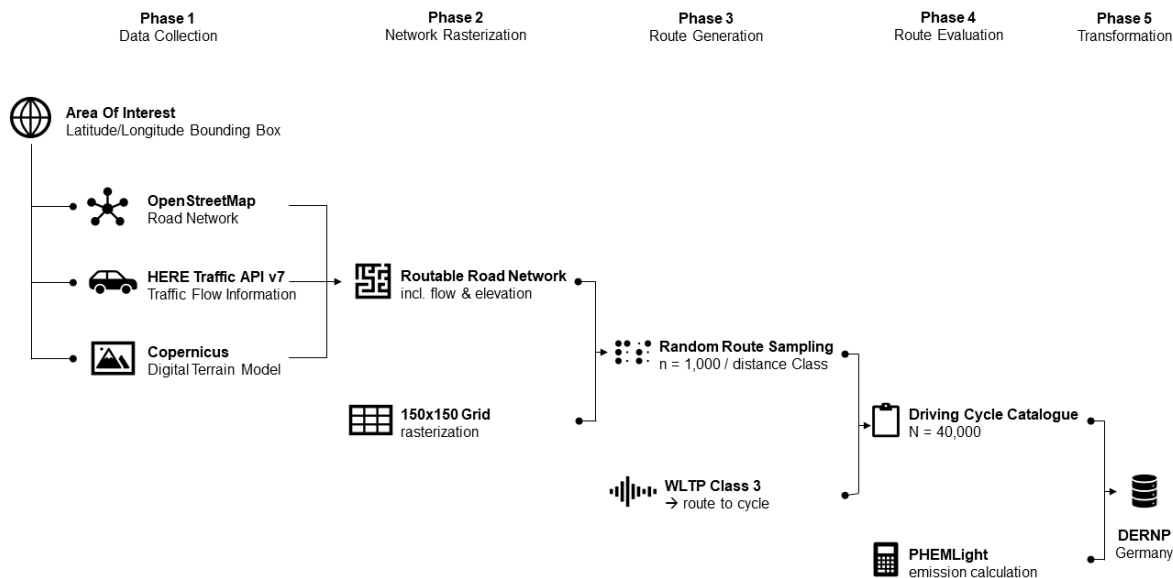 Phase 1
Data Collection
Phase 2
Network Rasterization
Phase 3
Route Generation
Phase 4
Route Evaluation
Phase 5
Transformation
Area Of Interest
Latitude/Longitude Bounding Box
OpenStreetMap
Road Network
HERE Traffic API v7
Traffic Flow Information
Copernicus
Digital Terrain Model
Routable Road Network
incl. flow & elevation
150x150 Grid
rasterization
Random Route Sampling
n = 1,000 / distance Class
WLTP Class 3
→ route to cycle
Driving Cycle Catalogue
N = 40,000
PHEMLight
emission calculation
DERNP
Germany